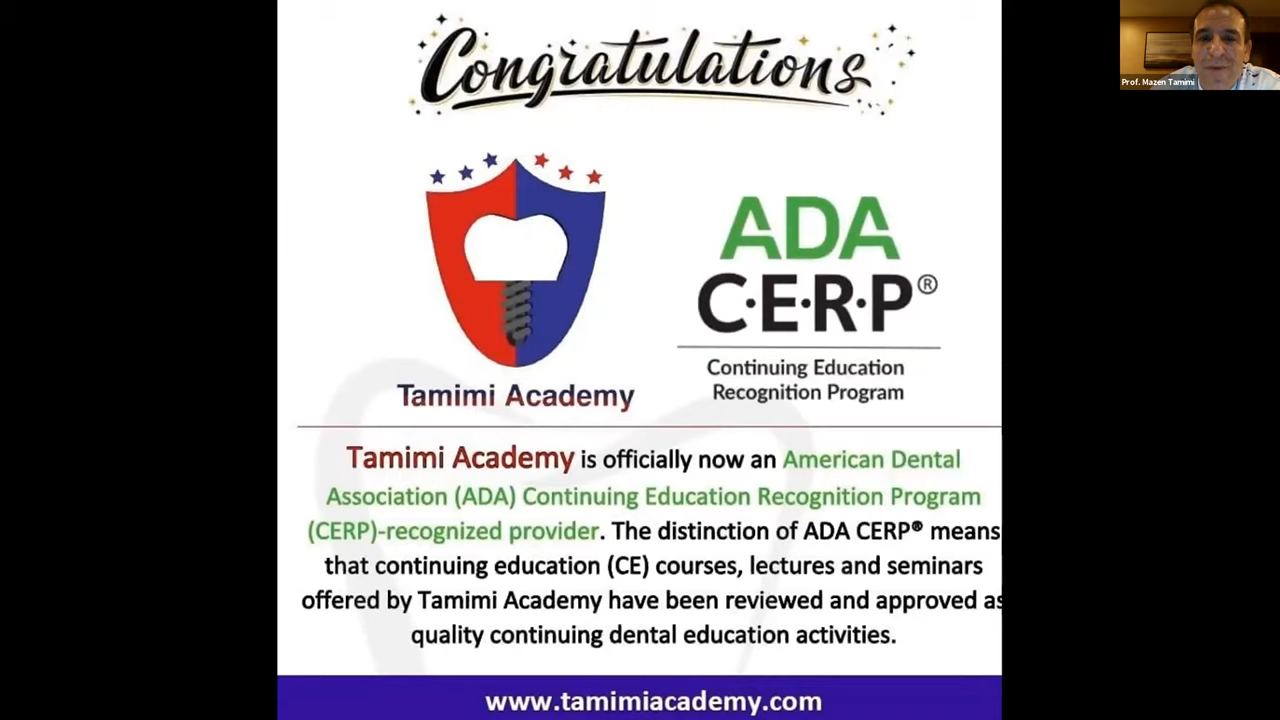 Congratulations
Tamimi Academy
ADA
C·E·R·P®
Continuing Education
Recognition Program
Tamimi Academy is officially now an American Dental
Association (ADA) Continuing Education Recognition Program
(CERP)-recognized provider. The distinction of ADA CERP® means
that continuing education (CE) courses, lectures and seminars
offered by Tamimi Academy have been reviewed and approved as
quality continuing dental education activities.
www.tamimiacademy.com
Prof. Mazen Tamimi